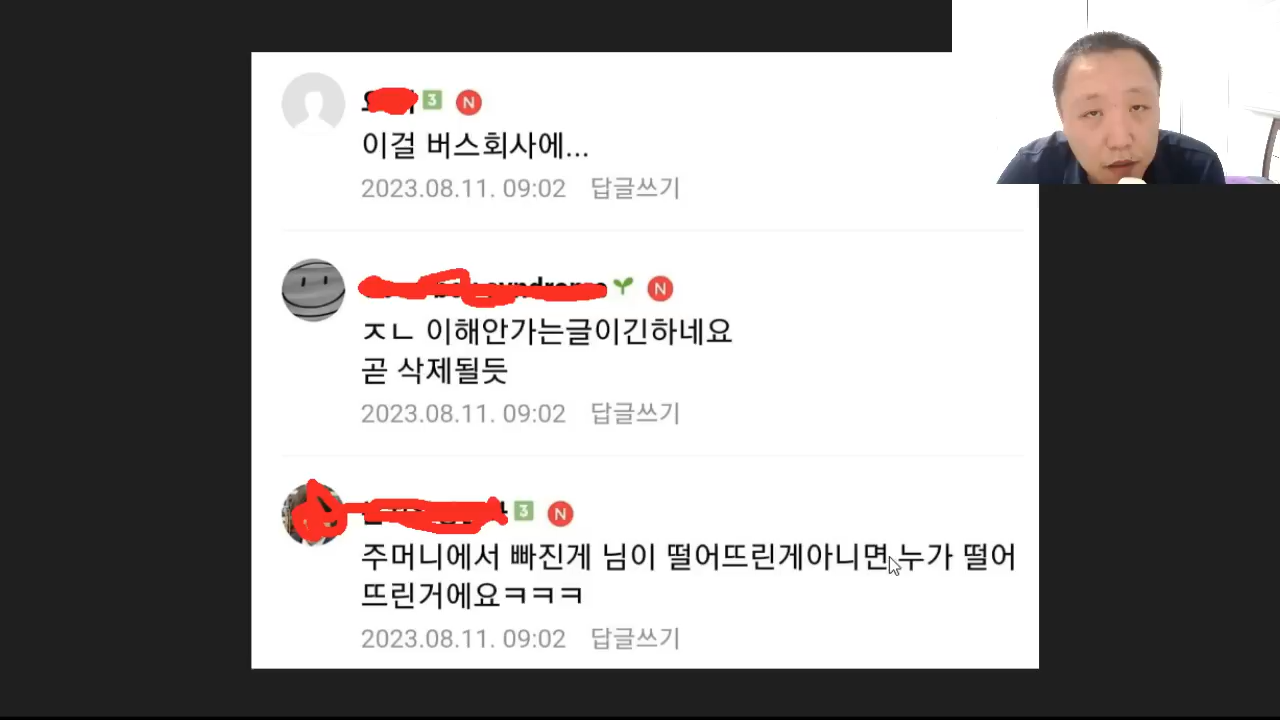 3 N
이걸 버스회사에...
2023.08.11. 09:02 답글쓰기
N
ㅈㄴ 이해안가는글이긴하네요
곧 삭제될듯
2023.08.11. 09:02 답글쓰기
3 N
주머니에서 빠진게 님이 떨어뜨린게아니면 누가 떨어
뜨린거에요ㅋㅋㅋ
2023.08.11. 09:02 답글쓰기